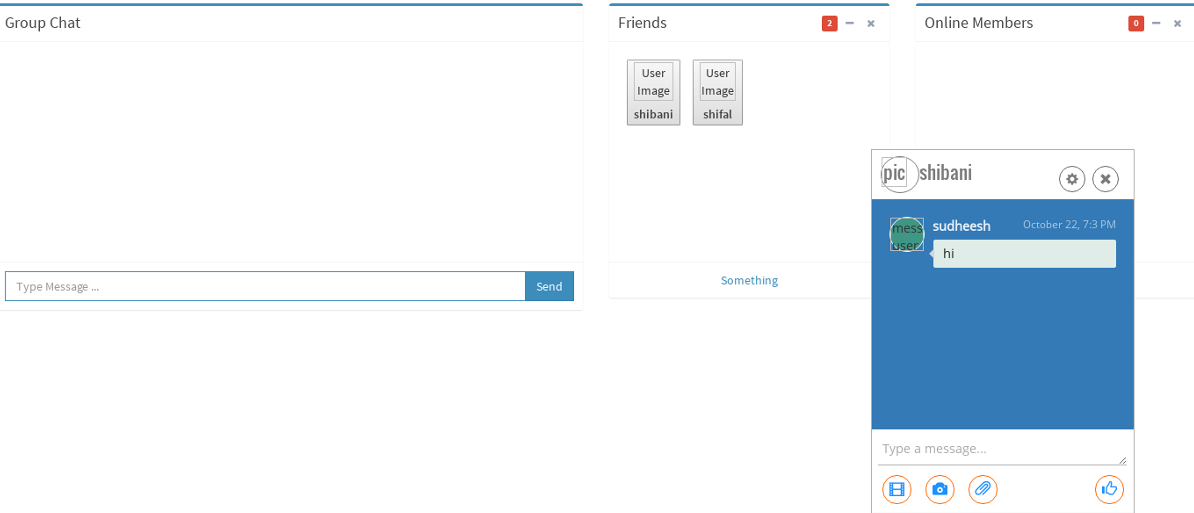 Group Chat
Type Message ...
Send
Friends
2
User Image
shibani
User Image
shifal
Something
Online Members
0
pic
shibani
sudheesh
October 22, 7:3 PM
mess
user
hi
Type a message...